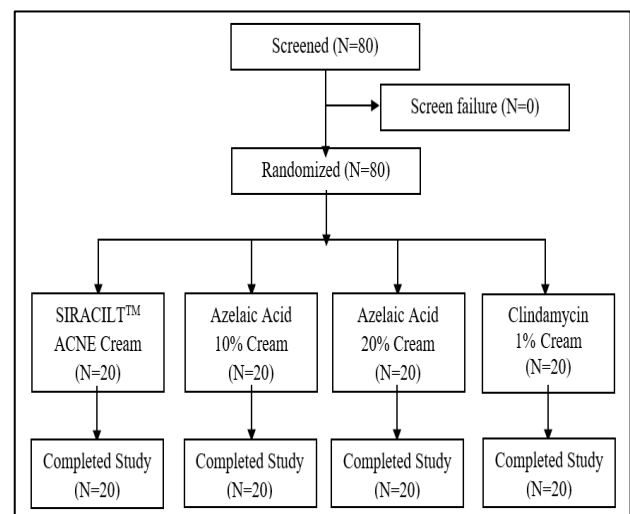 Screened (N=80)
Screen failure (N=0)
Randomized (N=80)
SIRACILT™
ACNE Cream
(N=20)
Azelaic Acid
10% Cream
(N=20)
Azelaic Acid
20% Cream
(N=20)
Clindamycin
1% Cream
(N=20)
Completed Study
(N=20)
Completed Study
(N=20)
Completed Study
(N=20)
Completed Study
(N=20)